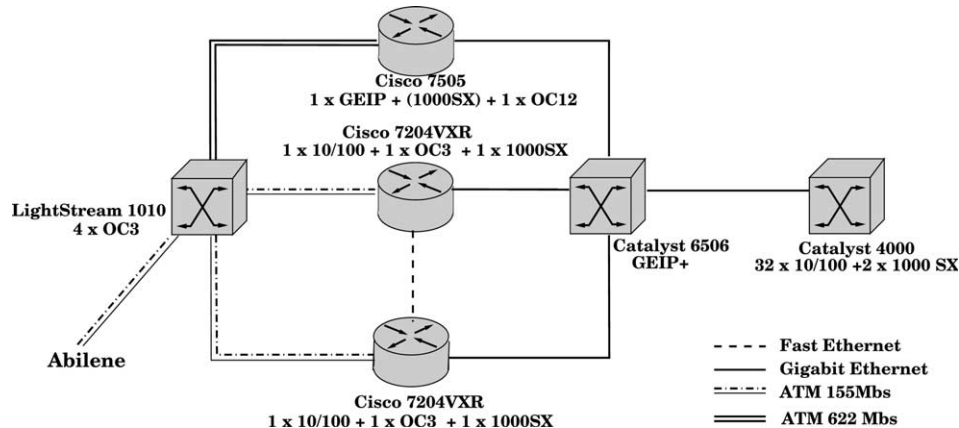 Cisco 7505
1 x GEIP + (1000SX) + 1 x OC12
Cisco 7204VXR
1 x 10/100 + 1 x OC3 + 1 x 1000SX
LightStream 1010
4 x OC3
Catalyst 6506
GEIP+
Catalyst 4000
32 x 10/100 +2 x 1000 SX
Abilene
Cisco 7204VXR
1 x 10/100 + 1 x OC3 + 1 x 1000SX
Fast Ethernet
Gigabit Ethernet
ATM 155Mbs
ATM 622 Mbs